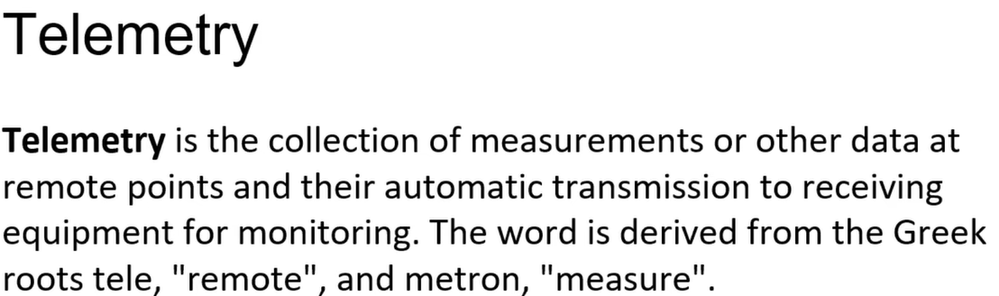 Telemetry
Telemetry is the collection of measurements or other data at
remote points and their automatic transmission to receiving
equipment for monitoring. The word is derived from the Greek
roots tele, "remote", and metron, "measure".